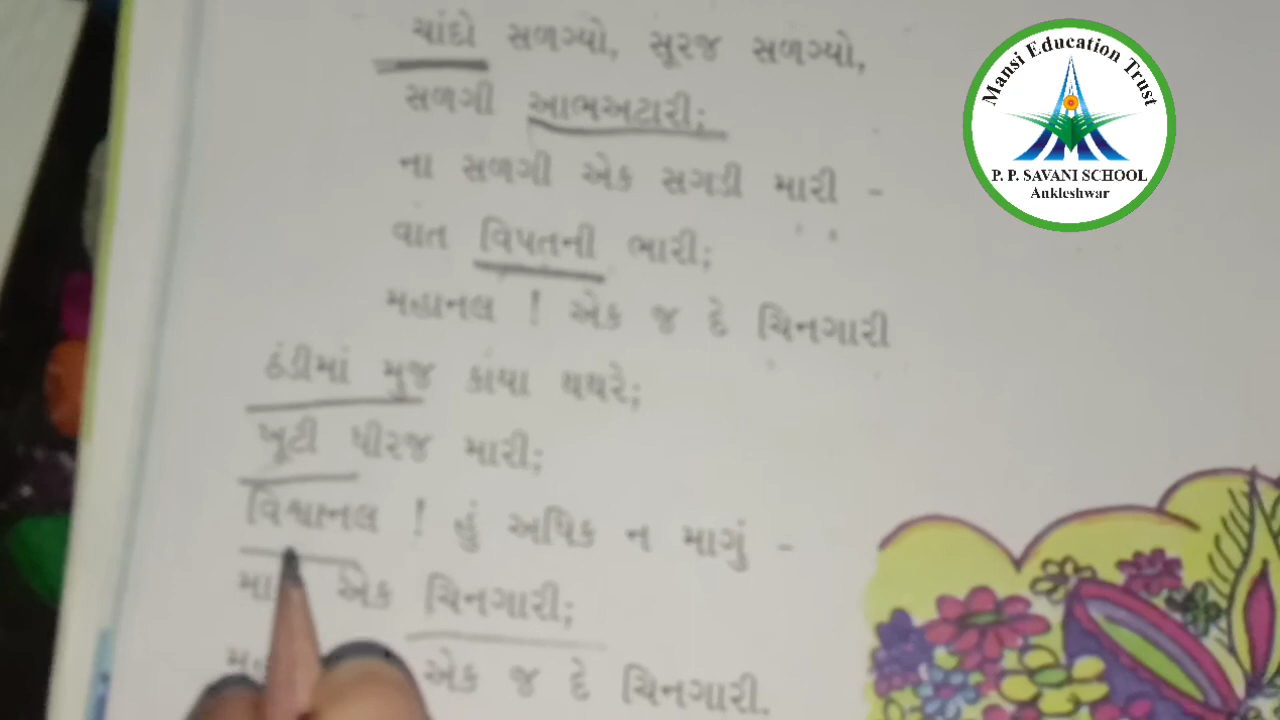 ચાંદો સળગ્યો, સૂરજ સળગ્યો,
સળગી આભઅટારી;
ના સળગી એક સગડી મારી -
વાત વિપતની ભારી;
મહાનલ ! એક જ દે ચિનગારી
ઠંડીમાં મુજ કાયા થથરે;
ખૂટી ધીરજ મારી;
વિશ્વાનલ ! હું અધિક ન માગું -
એક ચિનગારી;
એક જ દે ચિનગારી.
Mansi Education Trust
P. P. SAVANI SCHOOL
Ankleshwar